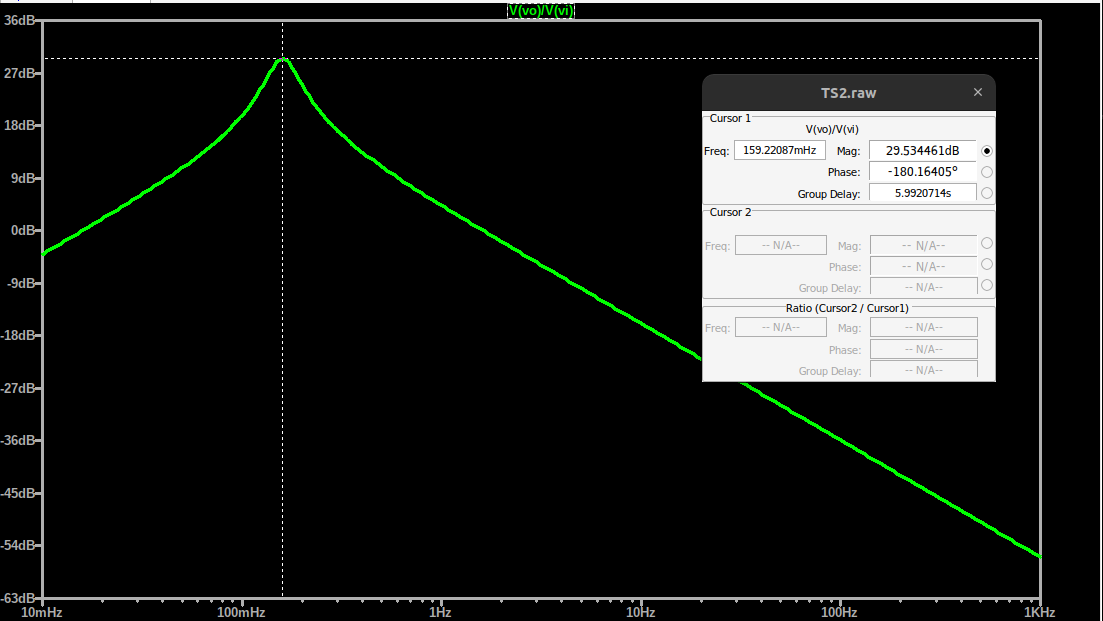 V(vo)/V(vi)
36dB
27dB
18dB
9dB
0dB
-9dB
-18dB
-27dB
-36dB
-45dB
-54dB
-63dB
10mHz 100mHz 1Hz 10Hz 100Hz 1KHz
TS2.raw ×
Cursor 1
V(vo)/V(vi)
Freq: 159.22087mHz Mag: 29.534461dB
Phase: -180.16405°
Group Delay: 5.9920714s
Cursor 2
Freq: -- N/A-- Mag: -- N/A--
Phase: -- N/A--
Group Delay: -- N/A--
Ratio (Cursor2 / Cursor1)
Freq: -- N/A-- Mag: -- N/A--
Phase: -- N/A--
Group Delay: -- N/A--